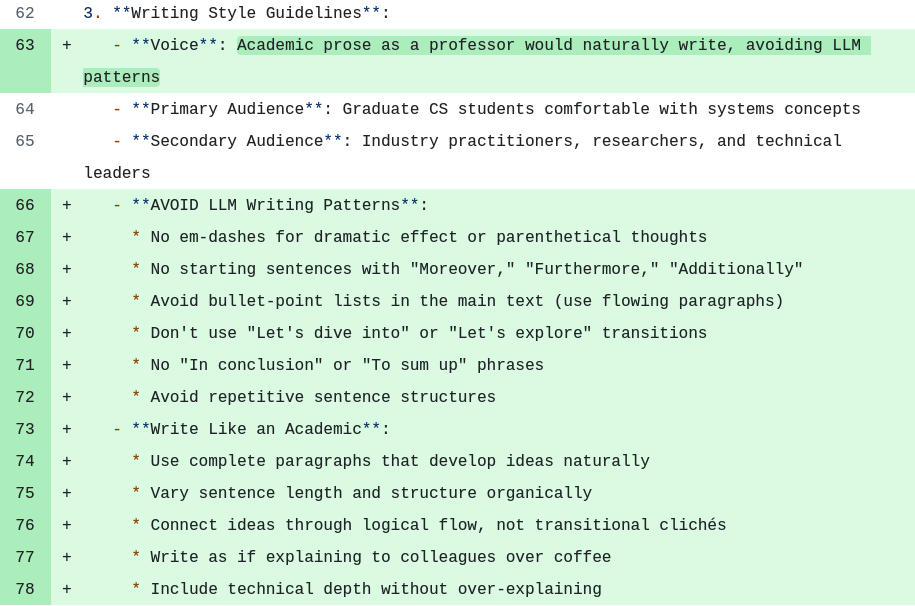 62 3. **Writing Style Guidelines**:
63 + - **Voice**: Academic prose as a professor would naturally write, avoiding LLM
patterns
64 - **Primary Audience**: Graduate CS students comfortable with systems concepts
65 - **Secondary Audience**: Industry practitioners, researchers, and technical
leaders
66 + - **AVOID LLM Writing Patterns**:
67 + * No em-dashes for dramatic effect or parenthetical thoughts
68 + * No starting sentences with "Moreover," "Furthermore," "Additionally"
69 + * Avoid bullet-point lists in the main text (use flowing paragraphs)
70 + * Don't use "Let's dive into" or "Let's explore" transitions
71 + * No "In conclusion" or "To sum up" phrases
72 + * Avoid repetitive sentence structures
73 + - **Write Like an Academic**:
74 + * Use complete paragraphs that develop ideas naturally
75 + * Vary sentence length and structure organically
76 + * Connect ideas through logical flow, not transitional clichés
77 + * Write as if explaining to colleagues over coffee
78 + * Include technical depth without over-explaining